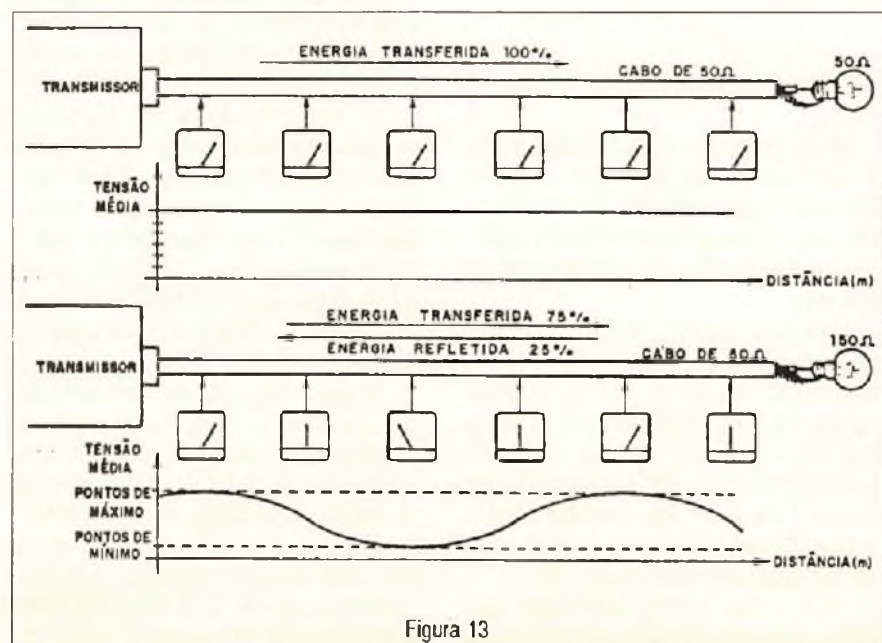 ENERGIA TRANSFERIDA 100%
50Ω
CABO DE 50Ω
TRANSMISSOR
TENSÃO
MÉDIA
DISTÂNCIA(m)
ENERGIA TRANSFERIDA 75%
150Ω
ENERGIA REFLETIDA 25%
CABO DE 50Ω
TRANSMISSOR
TENSÃO
MÉDIA
PONTOS DE
MÁXIMO
PONTOS DE
MÍNIMO
DISTÂNCIA(m)
Figura 13